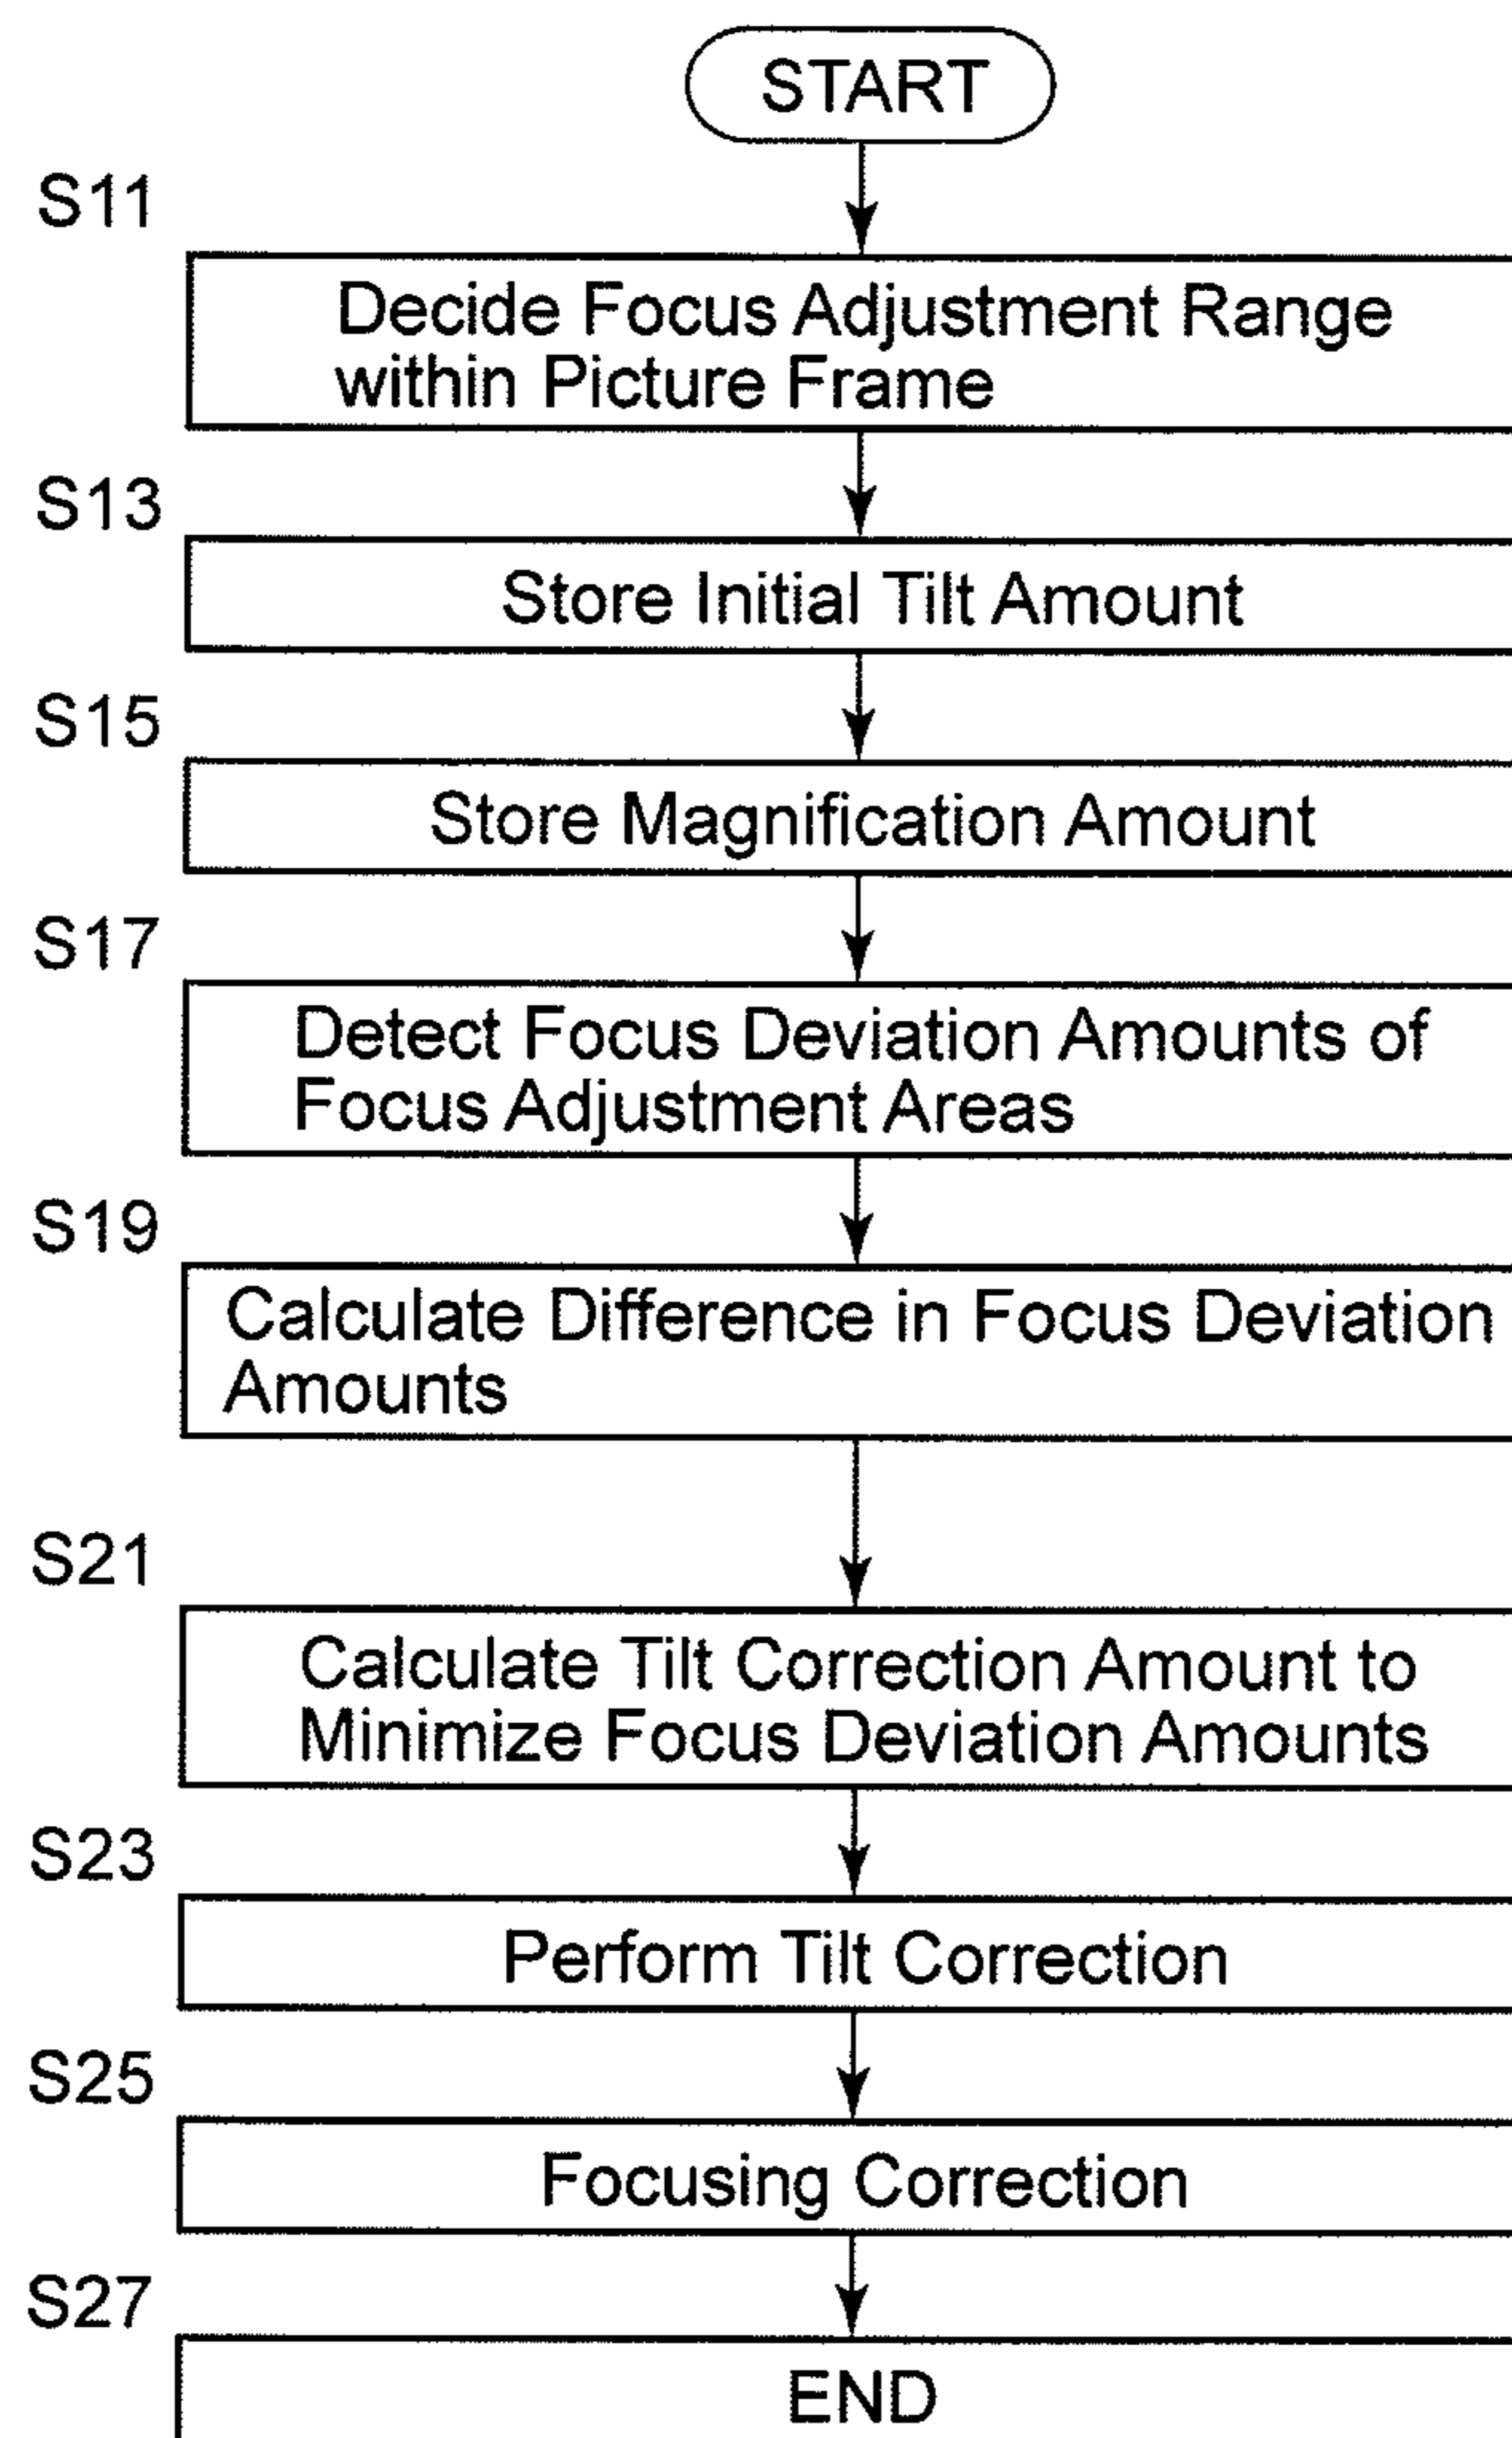 START
S11
Decide Focus Adjustment Range
within Picture Frame
S13
Store Initial Tilt Amount
S15
Store Magnification Amount
S17
Detect Focus Deviation Amounts of
Focus Adjustment Areas
S19
Calculate Difference in Focus Deviation
Amounts
S21
Calculate Tilt Correction Amount to
Minimize Focus Deviation Amounts
S23
Perform Tilt Correction
S25
Focusing Correction
S27
END